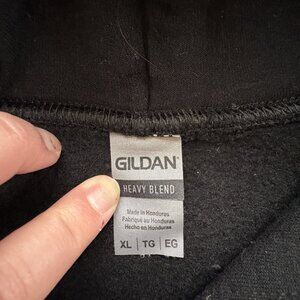 GILDAN
HEAVY BLEND
Made in Honduras
Fabriqué au Honduras
Hecho en Honduras
XL | TG | EG